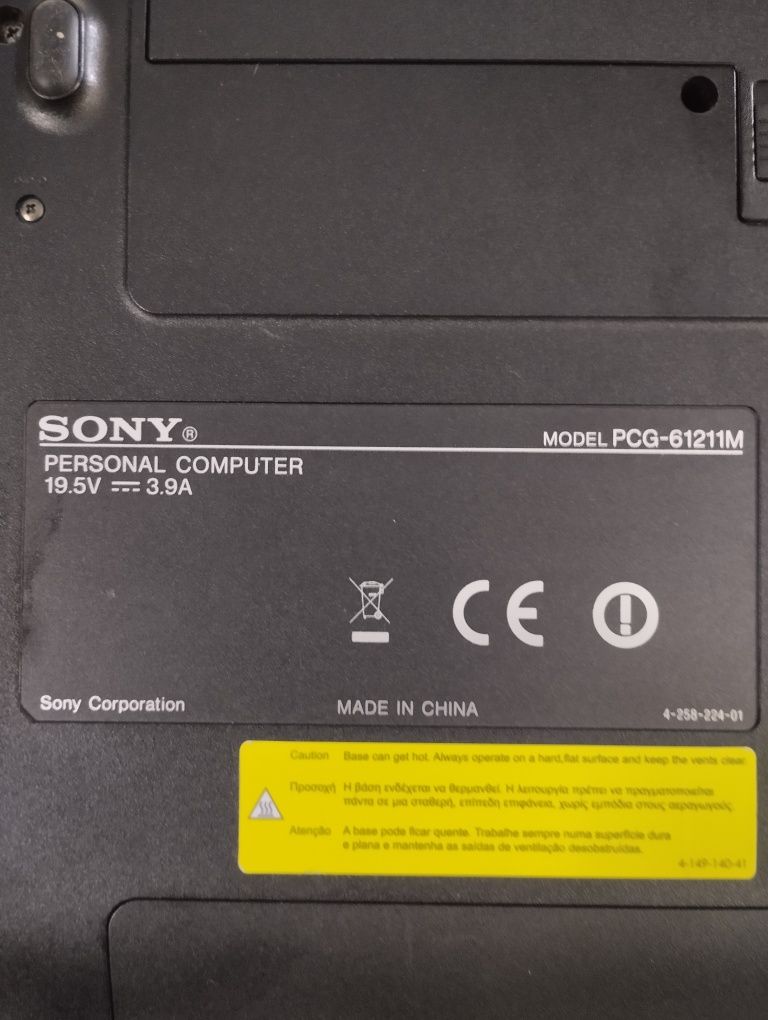 SONY®
MODEL PCG-61211M
PERSONAL COMPUTER
19.5V ⎓ 3.9A
CE
Sony Corporation
MADE IN CHINA
4-258-224-01
Caution Base can get hot. Always operate on a hard,flat surface and keep the vents clear.
Προσοχή Η βάση ενδέχεται να θερμανθεί. Η λειτουργία πρέπει να πραγματοποιείται
πάντα σε μια σταθερή, επίπεδη επιφάνεια, χωρίς εμπόδια στους αεραγωγούς.
Atenção A base pode ficar quente. Trabalhe sempre numa superfície dura
e plana e mantenha as saídas de ventilação desobstruídas.
4-149-140-41